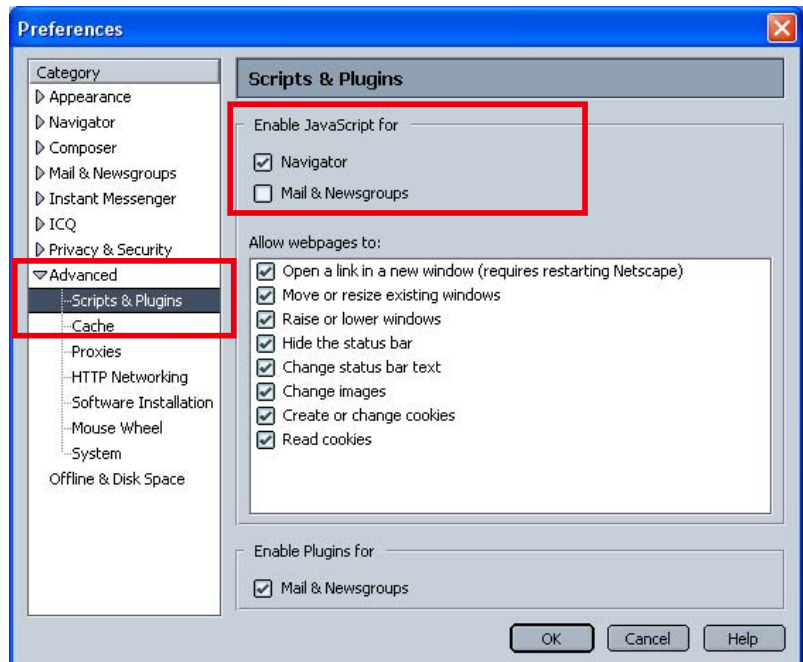 Preferences
Category
Appearance
Navigator
Composer
Mail & Newsgroups
Instant Messenger
ICQ
Privacy & Security
Advanced
Scripts & Plugins
Cache
Proxies
HTTP Networking
Software Installation
Mouse Wheel
System
Offline & Disk Space
Scripts & Plugins
Enable JavaScript for
Navigator
Mail & Newsgroups
Allow webpages to:
Open a link in a new window (requires restarting Netscape)
Move or resize existing windows
Raise or lower windows
Hide the status bar
Change status bar text
Change images
Create or change cookies
Read cookies
Enable Plugins for
Mail & Newsgroups
OK Cancel Help